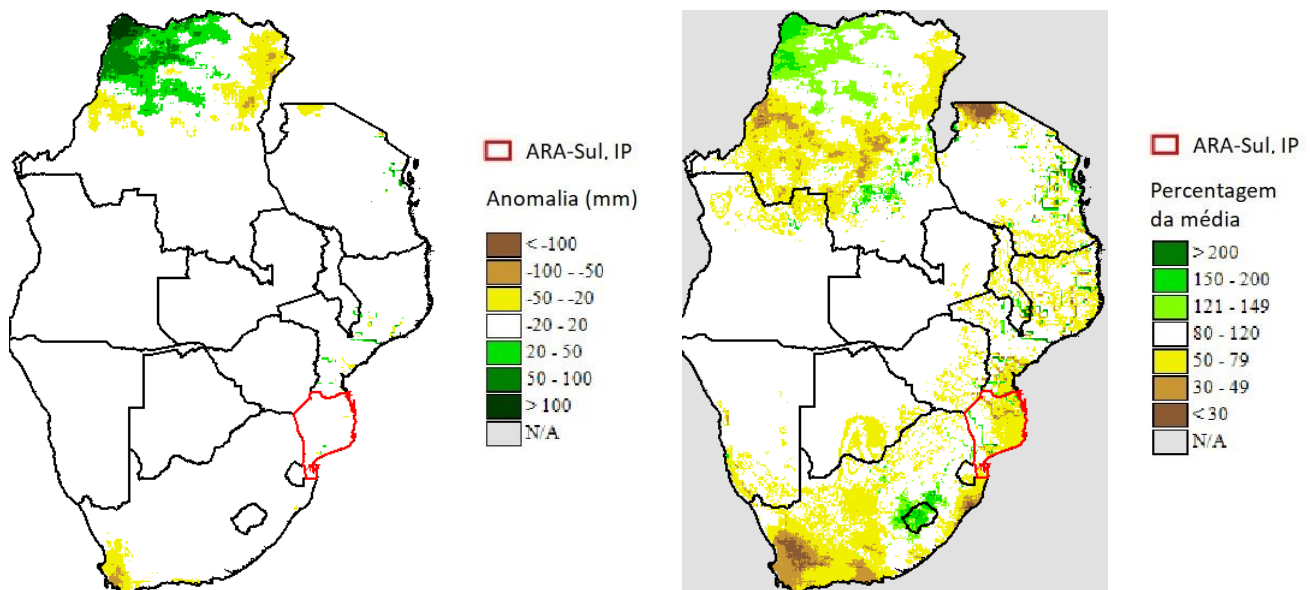 ARA-Sul, IP
Anomalia (mm)
< -100
-100 - -50
-50 - -20
-20 - 20
20 - 50
50 - 100
> 100
N/A
ARA-Sul, IP
Percentagem
da média
> 200
150 - 200
121 - 149
80 - 120
50 - 79
30 - 49
< 30
N/A